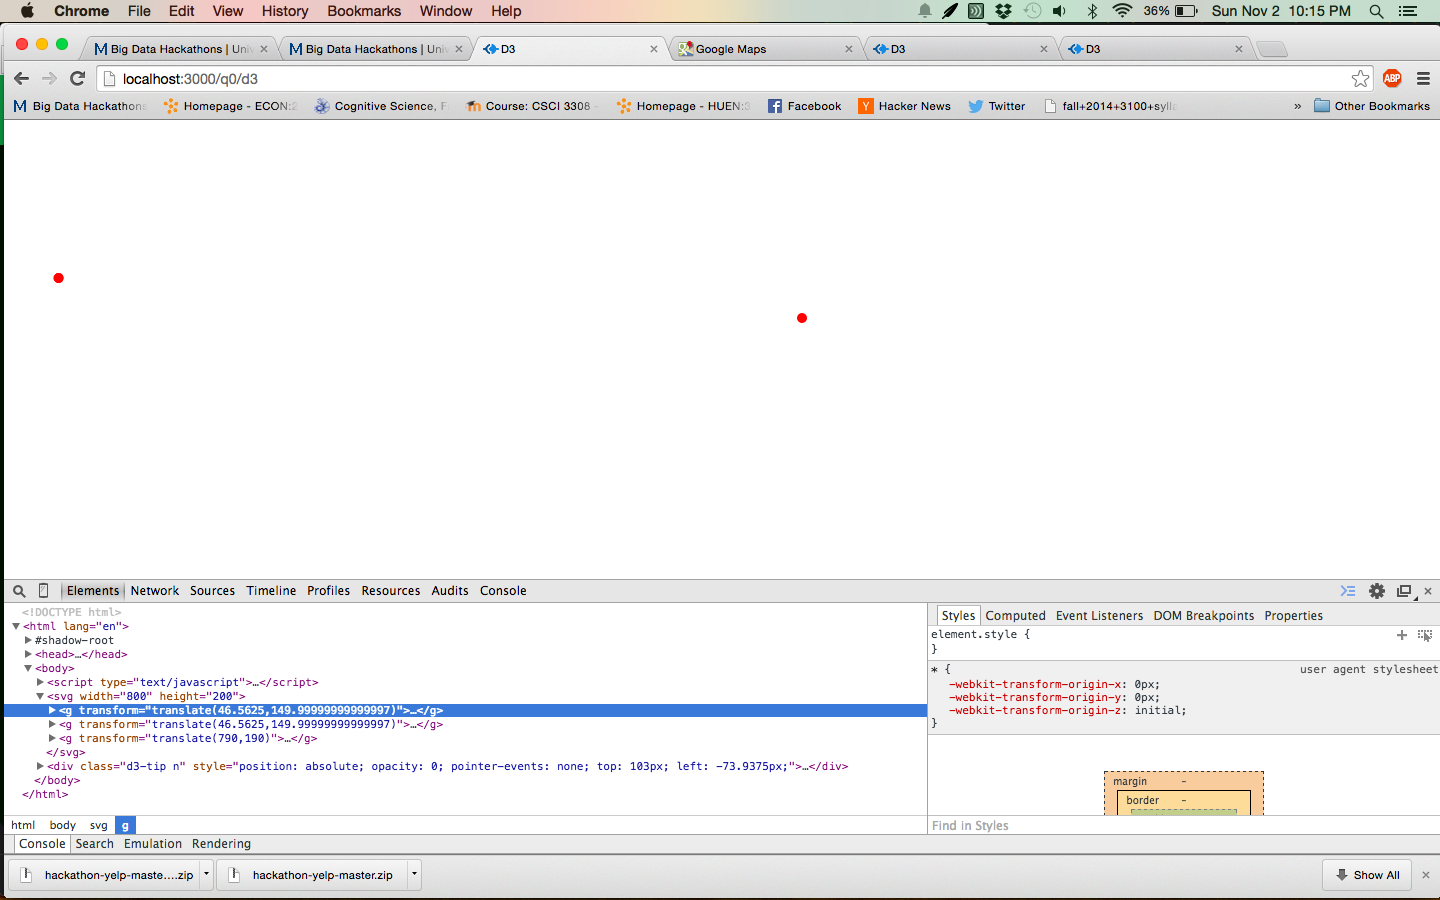 Chrome File Edit View History Bookmarks Window Help 36% Sun Nov 2 10:15 PM
Big Data Hackathons | Univ Big Data Hackathons | Univ D3 Google Maps D3 D3
localhost:3000/q0/d3 ABP
Big Data Hackathons Homepage - ECON:2 Cognitive Science, F Course: CSCI 3308 - Homepage - HUEN:3 Facebook Hacker News Twitter fall+2014+3100+sylla » Other Bookmarks
Elements Network Sources Timeline Profiles Resources Audits Console
<!DOCTYPE html>
<html lang="en">
#shadow-root
<head>…</head>
<body>
<script type="text/javascript">…</script>
<svg width="800" height="200">
<g transform="translate(46.5625,149.99999999999997)">…</g>
<g transform="translate(46.5625,149.99999999999997)">…</g>
<g transform="translate(790,190)">…</g>
</svg>
<div class="d3-tip n" style="position: absolute; opacity: 0; pointer-events: none; top: 103px; left: -73.9375px;">…</div>
</body>
</html>
html body svg g
Styles Computed Event Listeners DOM Breakpoints Properties
element.style {
}
* { user agent stylesheet
-webkit-transform-origin-x: 0px;
-webkit-transform-origin-y: 0px;
-webkit-transform-origin-z: initial;
}
margin -
border -
Find in Styles
Console Search Emulation Rendering
hackathon-yelp-maste….zip hackathon-yelp-master.zip Show All